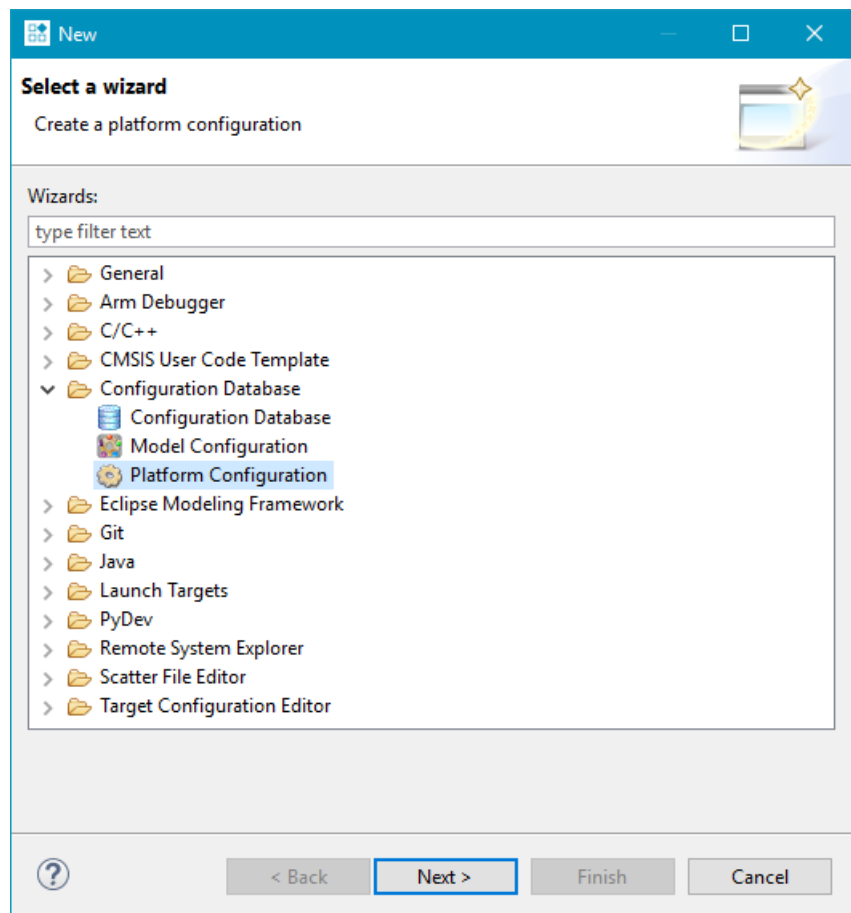 New
Select a wizard
Create a platform configuration
Wizards:
type filter text
General
Arm Debugger
C/C++
CMSIS User Code Template
Configuration Database
Configuration Database
Model Configuration
Platform Configuration
Eclipse Modeling Framework
Git
Java
Launch Targets
PyDev
Remote System Explorer
Scatter File Editor
Target Configuration Editor
? < Back Next > Finish Cancel